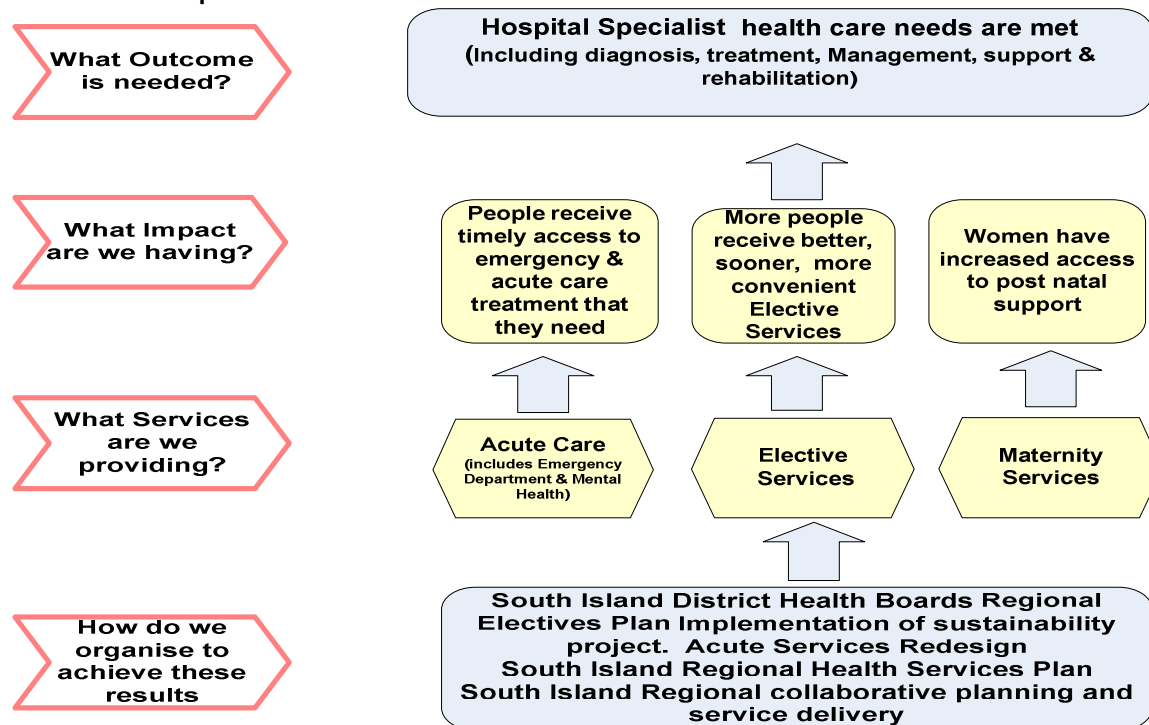 What Outcome
is needed?
Hospital Specialist health care needs are met
(Including diagnosis, treatment, Management, support &
rehabilitation)
What Impact
are we having?
People receive
timely access to
emergency &
acute care
treatment that
they need
More people
receive better,
sooner, more
convenient
Elective
Services
Women have
increased access
to post natal
support
What Services
are we
providing?
Acute Care
(includes Emergency
Department & Mental
Health)
Elective
Services
Maternity
Services
How do we
organise to
achieve these
results
South Island District Health Boards Regional
Electives Plan Implementation of sustainability
project. Acute Services Redesign
South Island Regional Health Services Plan
South Island Regional collaborative planning and
service delivery